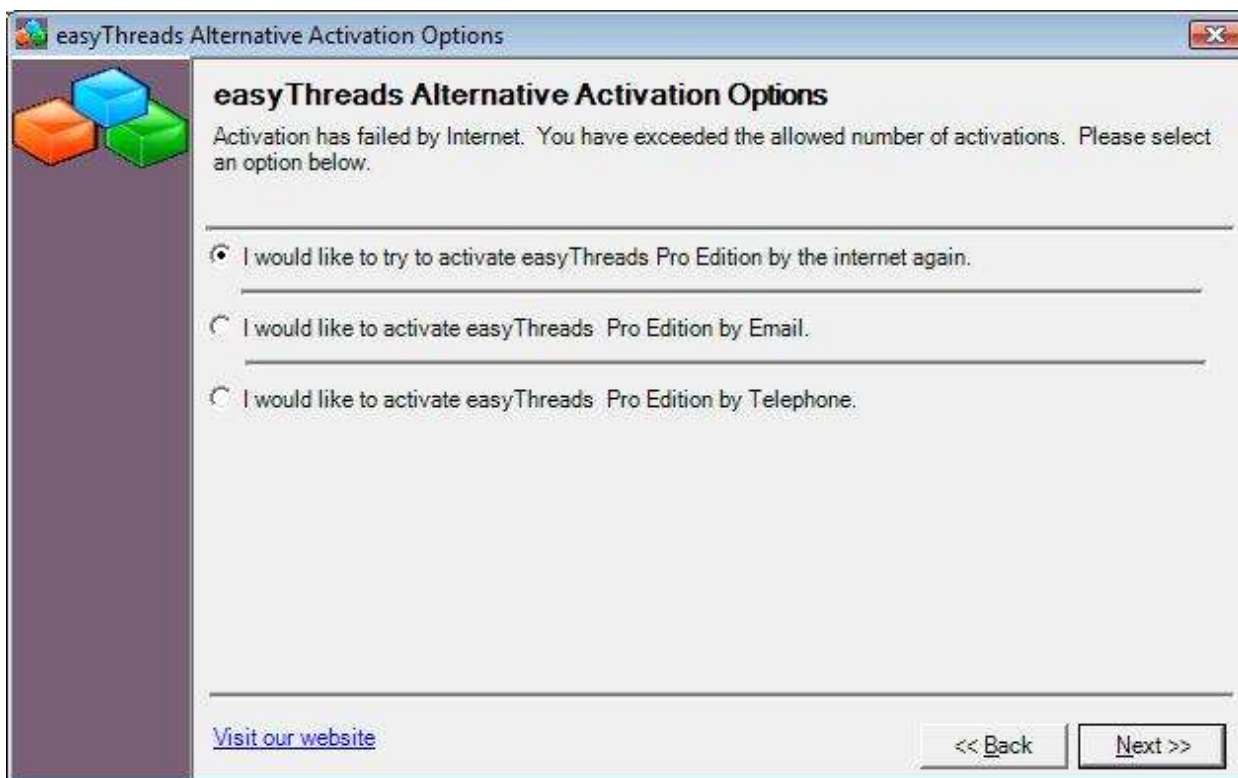 easyThreads Alternative Activation Options
easyThreads Alternative Activation Options
Activation has failed by Internet.  You have exceeded the allowed number of activations.  Please select
an option below.
I would like to try to activate easyThreads Pro Edition by the internet again.
I would like to activate easyThreads  Pro Edition by Email.
I would like to activate easyThreads  Pro Edition by Telephone.
Visit our website
<< Back
Next >>